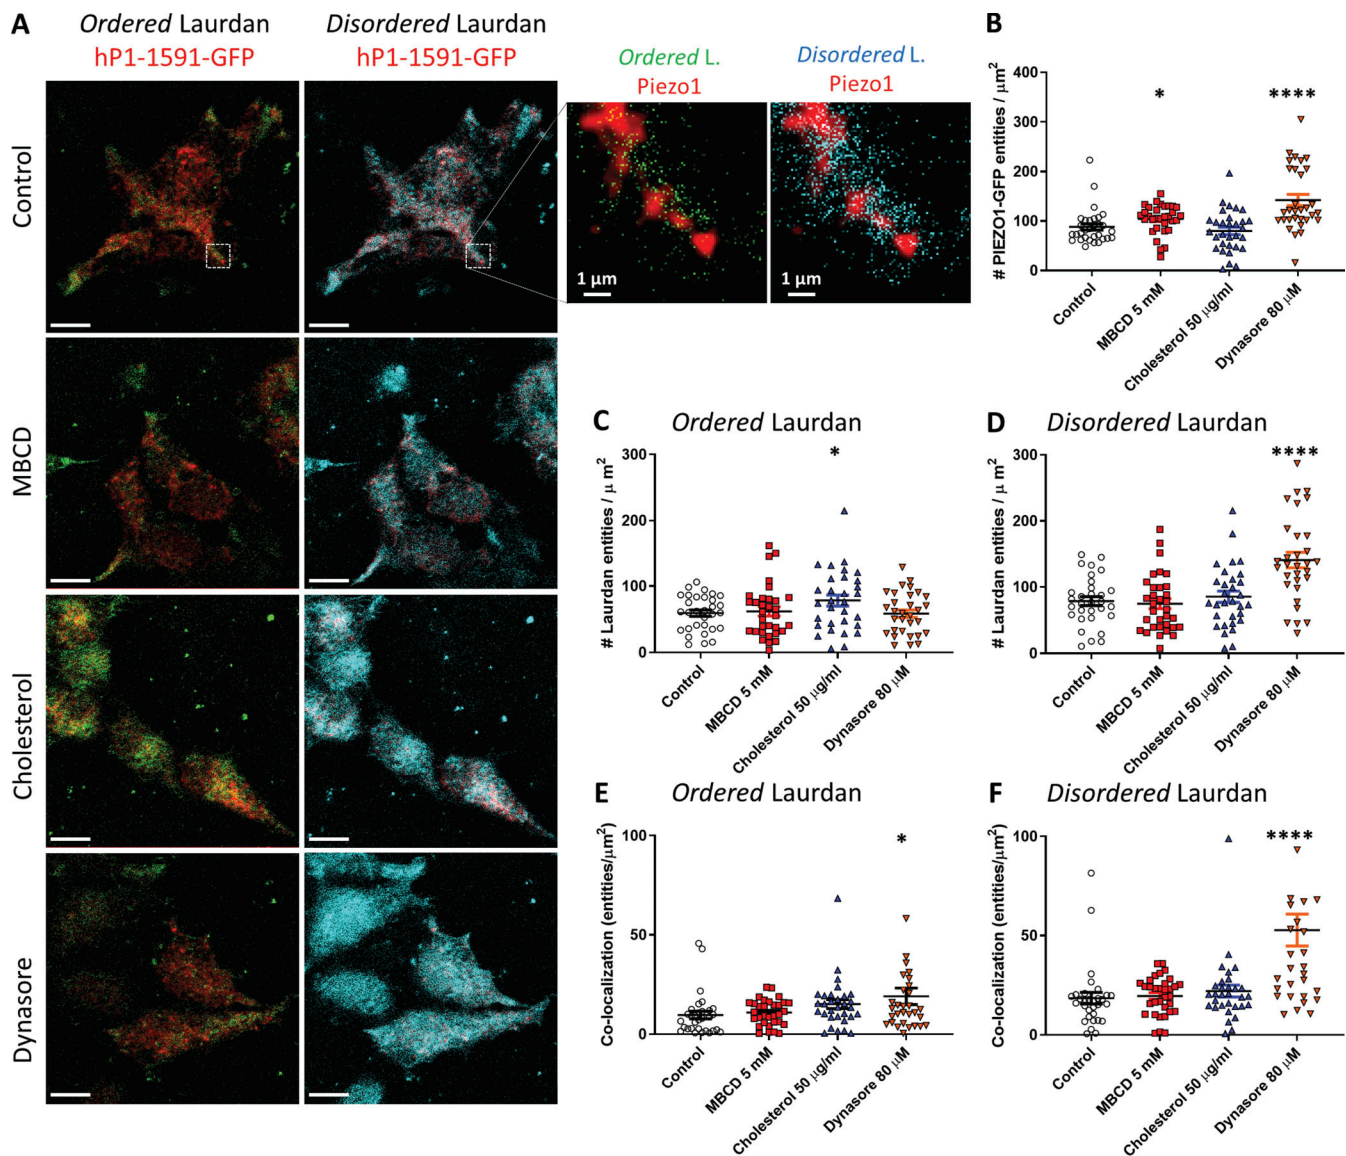 A
Ordered Laurdan
hP1-1591-GFP
Disordered Laurdan
hP1-1591-GFP
Ordered L.
Piezo1
Disordered L.
Piezo1
Control
1 μm
1 μm
MBCD
Cholesterol
Dynasore
B
# PIEZO1-GFP entities / μm²
400
300
200
100
0
*
****
Control
MBCD 5 mM
Cholesterol 50 μg/ml
Dynasore 80 μM
C
Ordered Laurdan
# Laurdan entities / μ m²
300
200
100
0
*
Control
MBCD 5 mM
Cholesterol 50 μg/ml
Dynasore 80 μM
D
Disordered Laurdan
# Laurdan entities / μ m²
300
200
100
0
****
Control
MBCD 5 mM
Cholesterol 50 μg/ml
Dynasore 80 μM
E
Ordered Laurdan
Co-localization (entities/μm²)
100
50
0
*
Control
MBCD 5 mM
Cholesterol 50 μg/ml
Dynasore 80 μM
F
Disordered Laurdan
Co-localization (entities/μm²)
100
50
0
****
Control
MBCD 5 mM
Cholesterol 50 μg/ml
Dynasore 80 μM